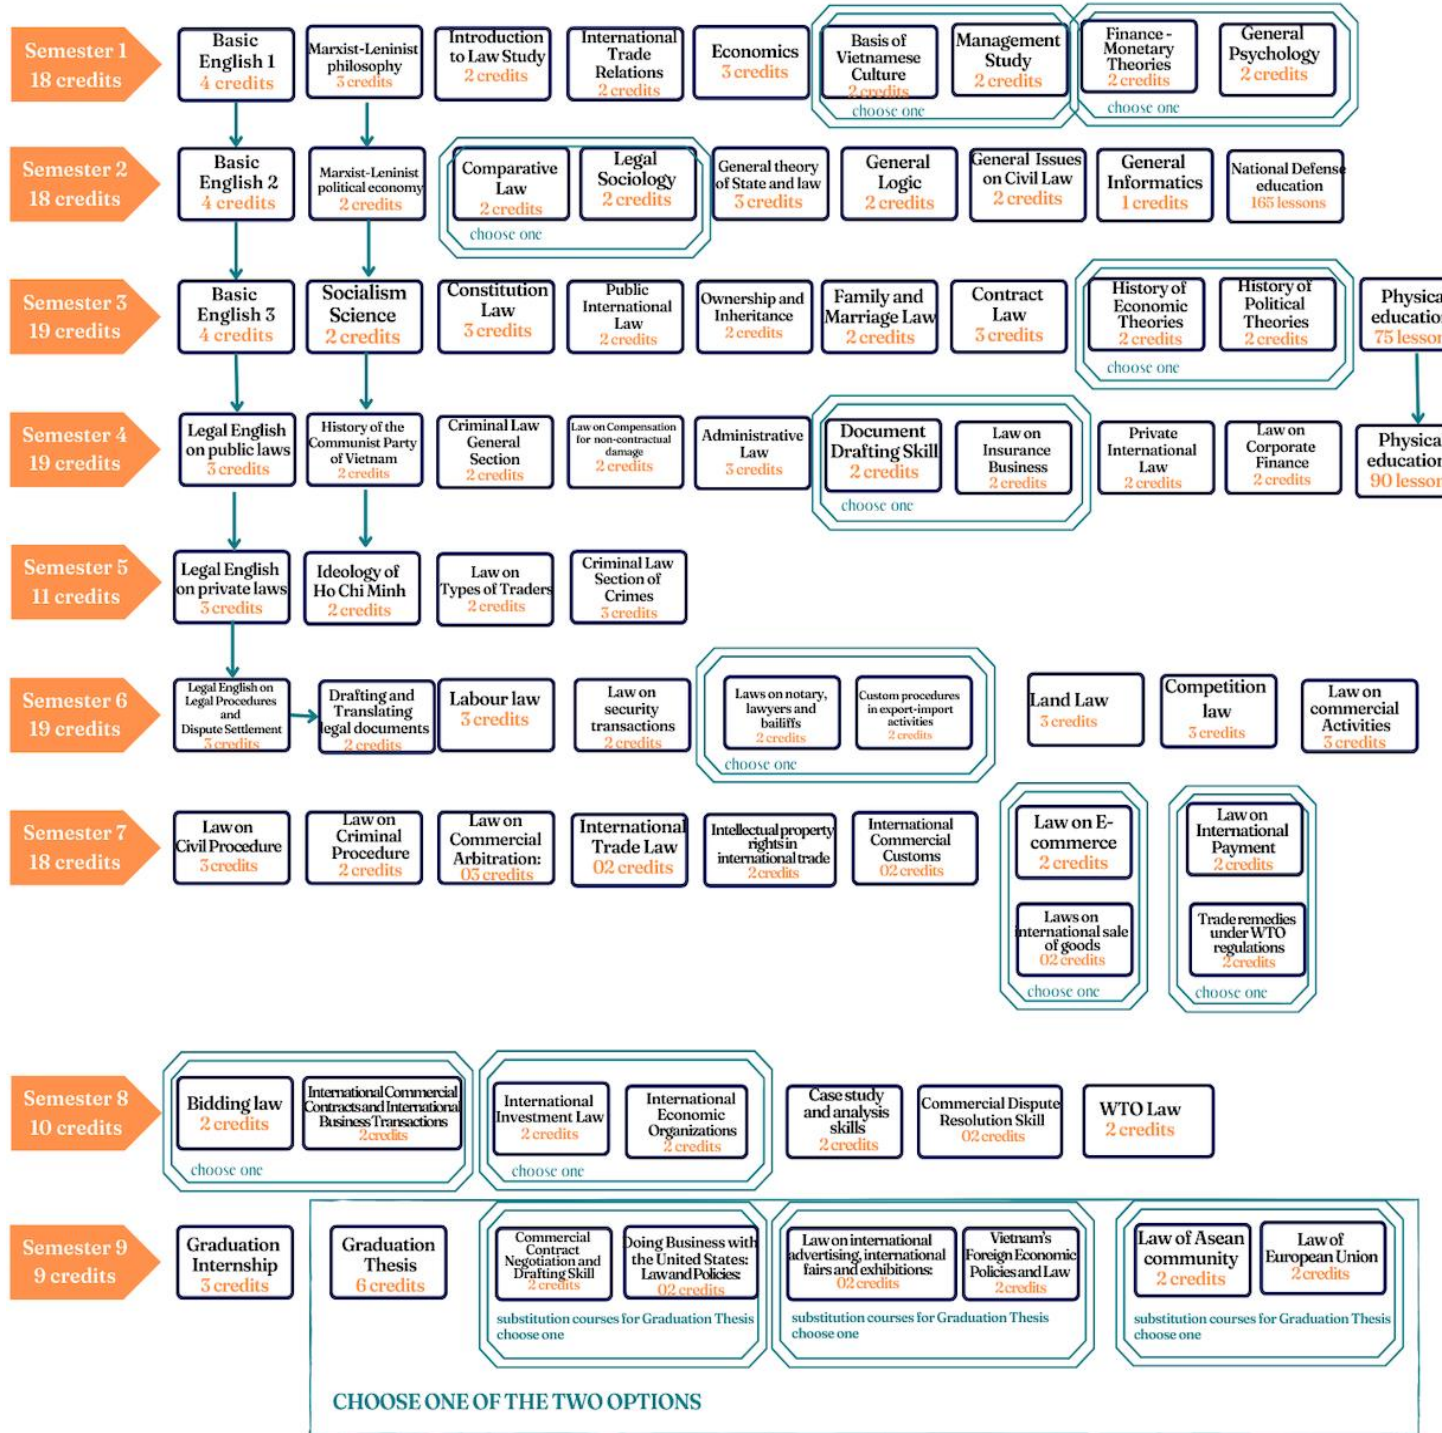 Semester 1
18 credits
Basic
English 1
4 credits
Marxist-Leninist
philosophy
3 credits
Introduction
to Law Study
2 credits
International
Trade
Relations
2 credits
Economics
3 credits
Basis of
Vietnamese
Culture
2 credits
Management
Study
2 credits
choose one
Finance -
Monetary
Theories
2 credits
General
Psychology
2 credits
choose one
Semester 2
18 credits
Basic
English 2
4 credits
Marxist-Leninist
political economy
2 credits
Comparative
Law
2 credits
Legal
Sociology
2 credits
choose one
General theory
of State and law
3 credits
General
Logic
2 credits
General Issues
on Civil Law
2 credits
General
Informatics
1 credits
National Defense
education
165 lessons
Semester 3
19 credits
Basic
English 3
4 credits
Socialism
Science
2 credits
Constitution
Law
3 credits
Public
International
Law
2 credits
Ownership and
Inheritance
2 credits
Family and
Marriage Law
2 credits
Contract
Law
3 credits
History of
Economic
Theories
2 credits
History of
Political
Theories
2 credits
choose one
Physica
education
75 lesson
Semester 4
19 credits
Legal English
on public laws
3 credits
History of the
Communist Party
of Vietnam
2 credits
Criminal Law
General
Section
2 credits
Law on Compensation
for non-contractual
damage
2 credits
Administrative
Law
3 credits
Document
Drafting Skill
2 credits
Law on
Insurance
Business
2 credits
choose one
Private
International
Law
2 credits
Law on
Corporate
Finance
2 credits
Physica
education
90 lesson
Semester 5
11 credits
Legal English
on private laws
3 credits
Ideology of
Ho Chi Minh
2 credits
Law on
Types of Traders
2 credits
Criminal Law
Section of
Crimes
3 credits
Semester 6
19 credits
Legal English on
Legal Procedures
and
Dispute Settlement
3 credits
Drafting and
Translating
legal documents
2 credits
Labour law
3 credits
Law on
security
transactions
2 credits
Laws on notary,
lawyers and
bailiffs
2 credits
Custom procedures
in export-import
activities
2 credits
choose one
Land Law
3 credits
Competition
law
3 credits
Law on
commercial
Activities
3 credits
Semester 7
18 credits
Law on
Civil Procedure
3 credits
Law on
Criminal
Procedure
2 credits
Law on
Commercial
Arbitration:
03 credits
International
Trade Law
02 credits
Intellectual property
rights in
international trade
2 credits
International
Commercial
Customs
02 credits
Law on E-
commerce
2 credits
Laws on
international sale
of goods
02 credits
choose one
Law on
International
Payment
2 credits
Trade remedies
under WTO
regulations
2 credits
choose one
Semester 8
10 credits
Bidding law
2 credits
International Commercial
Contracts and International
Business Transactions
2 credits
choose one
International
Investment Law
2 credits
International
Economic
Organizations
2 credits
choose one
Case study
and analysis
skills
2 credits
Commercial Dispute
Resolution Skill
02 credits
WTO Law
2 credits
Semester 9
9 credits
Graduation
Internship
3 credits
Graduation
Thesis
6 credits
Commercial
Contract
Negotiation and
Drafting Skill
2 credits
Doing Business with
the United States:
Law and Policies:
02 credits
substitution courses for Graduation Thesis
choose one
Law on international
advertising, international
fairs and exhibitions:
02 credits
Vietnam's
Foreign Economic
Policies and Law
2 credits
substitution courses for Graduation Thesis
choose one
Law of Asean
community
2 credits
Law of
European Union
2 credits
substitution courses for Graduation Thesis
choose one
CHOOSE ONE OF THE TWO OPTIONS